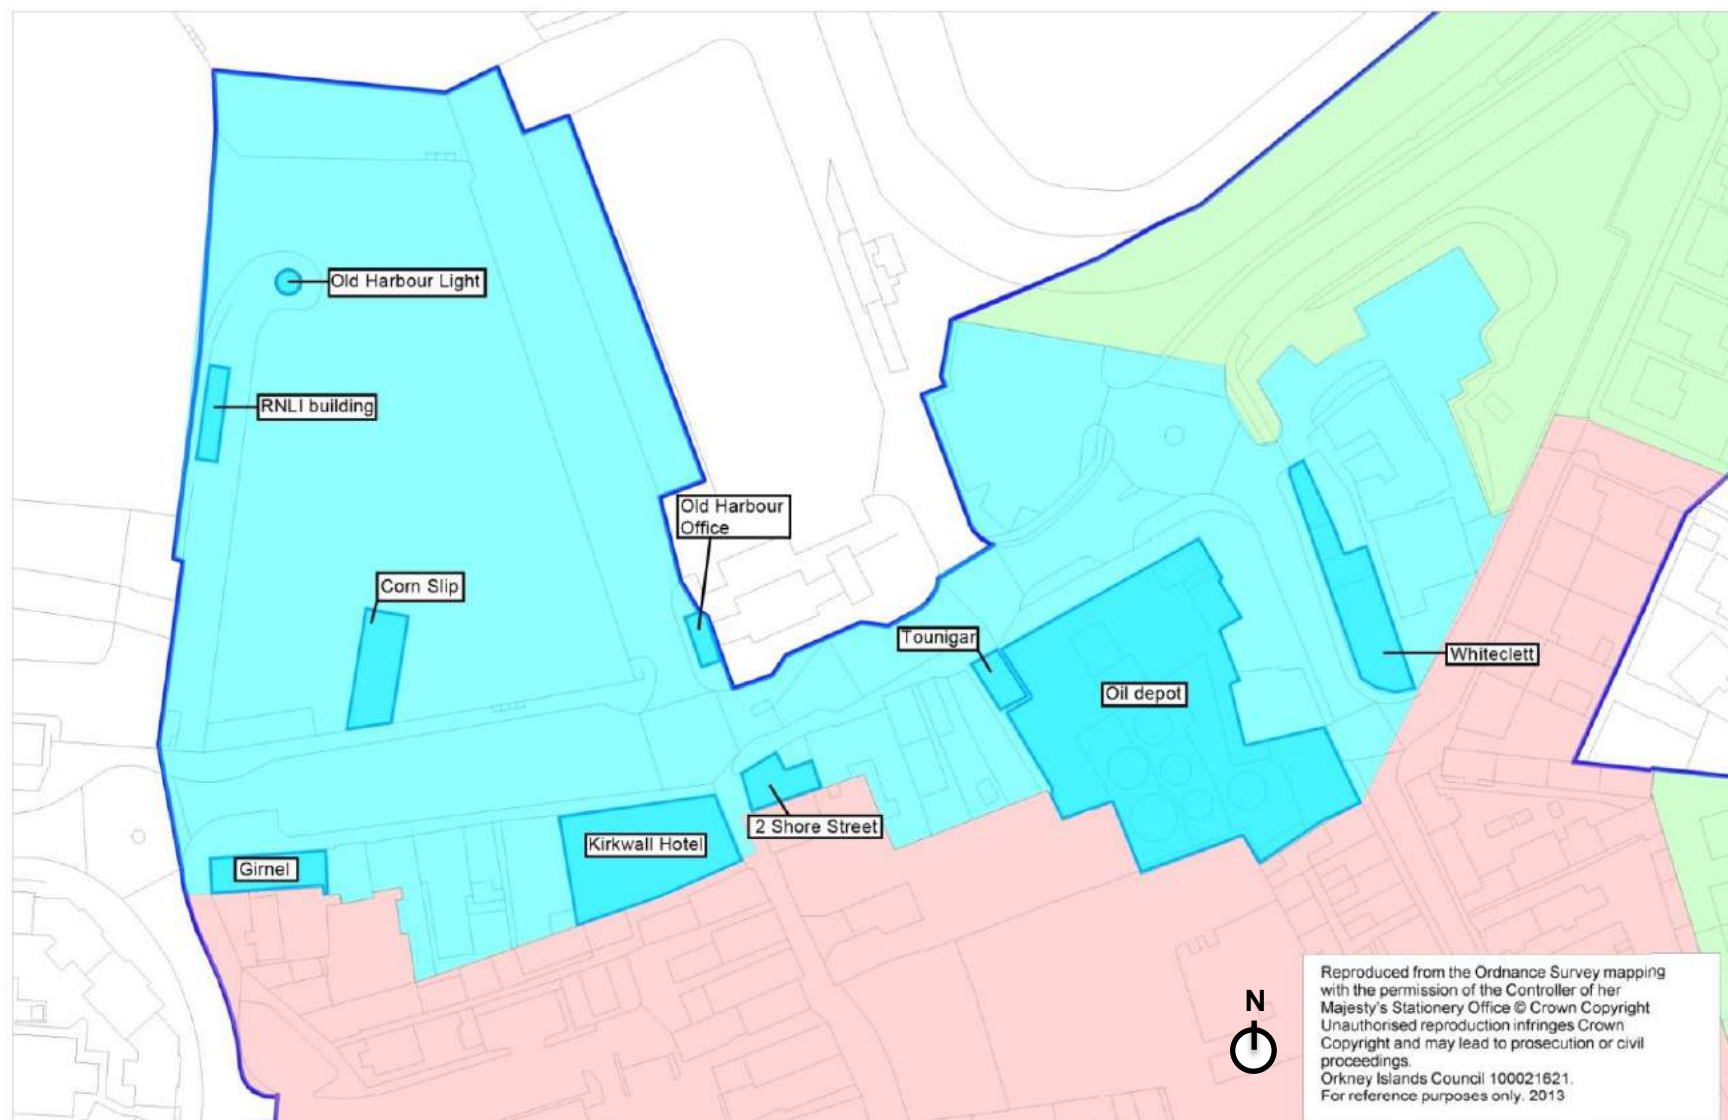 Old Harbour Light
RNLI building
Old Harbour
Office
Corn Slip
Tounigar
Whiteclett
Oil depot
2 Shore Street
Kirkwall Hotel
Girnel
N
Reproduced from the Ordnance Survey mapping
with the permission of the Controller of her
Majesty's Stationery Office © Crown Copyright
Unauthorised reproduction infringes Crown
Copyright and may lead to prosecution or civil
proceedings.
Orkney Islands Council 100021621.
For reference purposes only. 2013